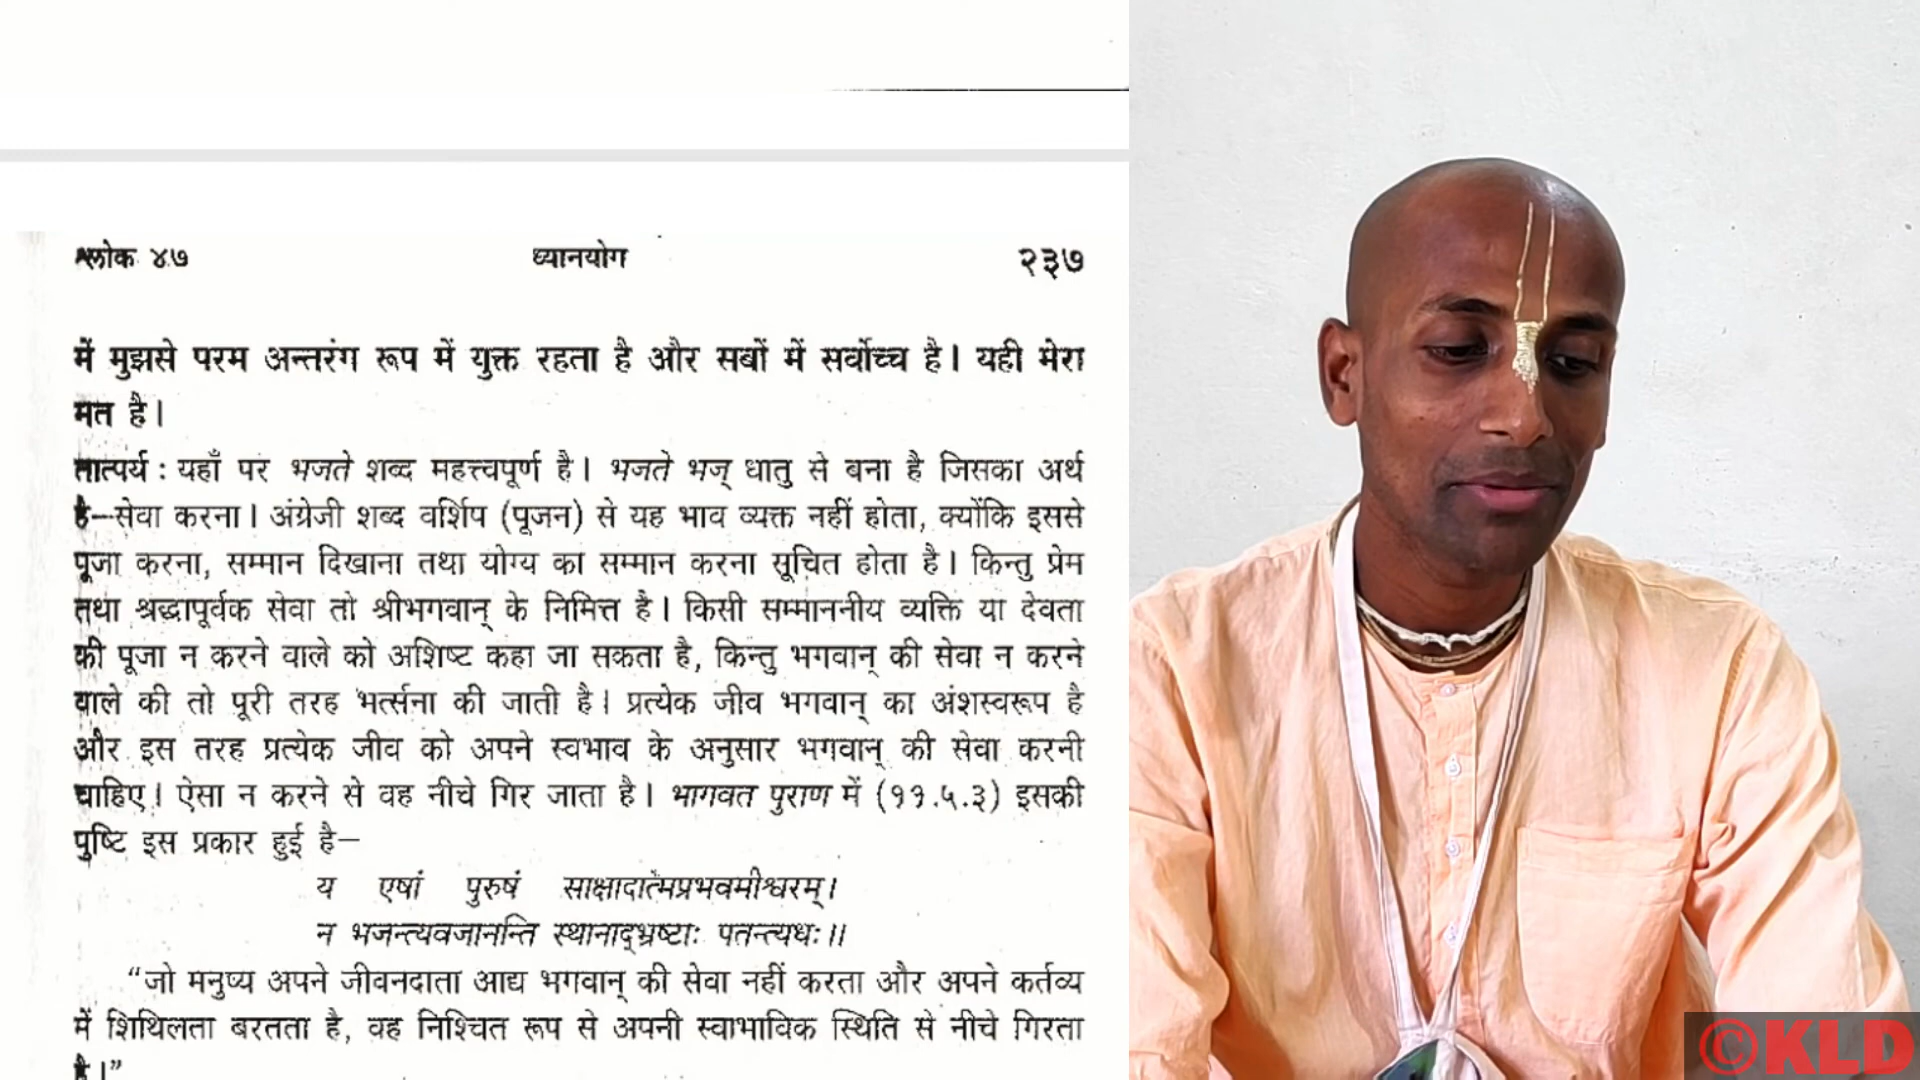 श्लोक ४७ ध्यानयोग २३७
में मुझसे परम अन्तरंग रूप में युक्त रहता है और सबों में सर्वोच्च है। यही मेरा
मत है।
तात्पर्य : यहाँ पर भजते शब्द महत्त्वपूर्ण है। भजते भज् धातु से बना है जिसका अर्थ
है—सेवा करना। अंग्रेजी शब्द वर्शिप (पूजन) से यह भाव व्यक्त नहीं होता, क्योंकि इससे
पूजा करना, सम्मान दिखाना तथा योग्य का सम्मान करना सूचित होता है। किन्तु प्रेम
तथा श्रद्धापूर्वक सेवा तो श्रीभगवान् के निमित्त है। किसी सम्माननीय व्यक्ति या देवता
की पूजा न करने वाले को अशिष्ट कहा जा सकता है, किन्तु भगवान् की सेवा न करने
वाले की तो पूरी तरह भर्त्सना की जाती है। प्रत्येक जीव भगवान् का अंशस्वरूप है
और इस तरह प्रत्येक जीव को अपने स्वभाव के अनुसार भगवान् की सेवा करनी
चाहिए। ऐसा न करने से वह नीचे गिर जाता है। भागवत पुराण में (११.५.३) इसकी
पुष्टि इस प्रकार हुई है—
य एषां पुरुषं साक्षादात्मप्रभवमीश्वरम्।
न भजन्त्यवजानन्ति स्थानाद्भ्रष्टाः पतन्त्यधः॥
“जो मनुष्य अपने जीवनदाता आद्य भगवान् की सेवा नहीं करता और अपने कर्तव्य
में शिथिलता बरतता है, वह निश्चित रूप से अपनी स्वाभाविक स्थिति से नीचे गिरता
है।”
©KLD